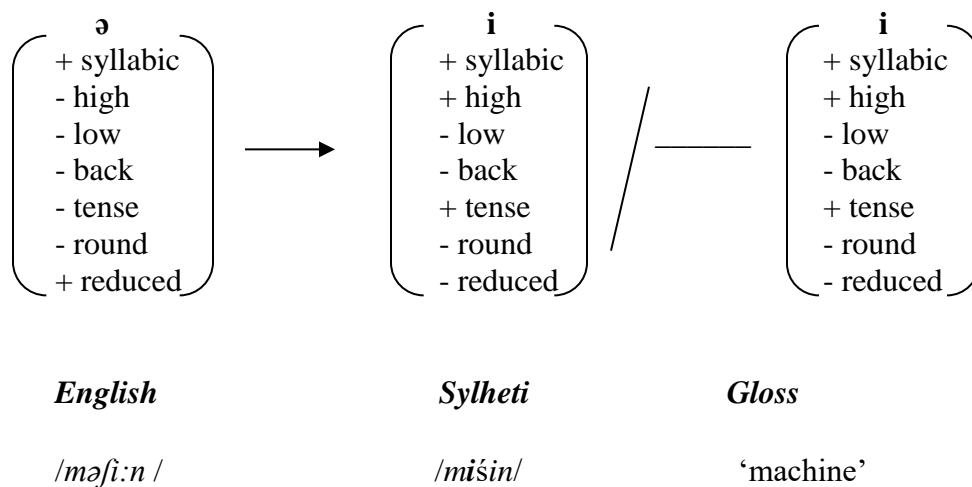 ə i i
+ syllabic + syllabic + syllabic
- high + high + high
- low - low - low
- back - back - back
- tense + tense + tense
- round - round - round
+ reduced - reduced - reduced
English Sylheti Gloss
/məʃi:n / /miśin/ ‘machine’